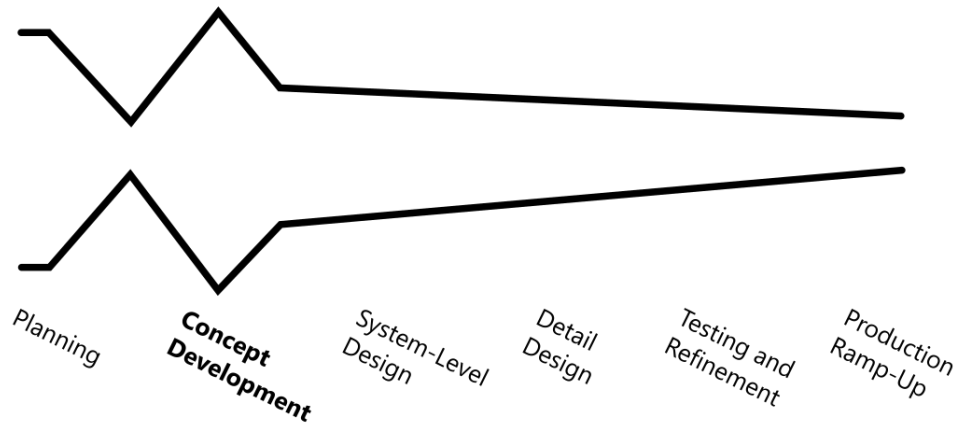 Planning
Concept
Development
System-Level
Design
Detail
Design
Testing and
Refinement
Production
Ramp-Up